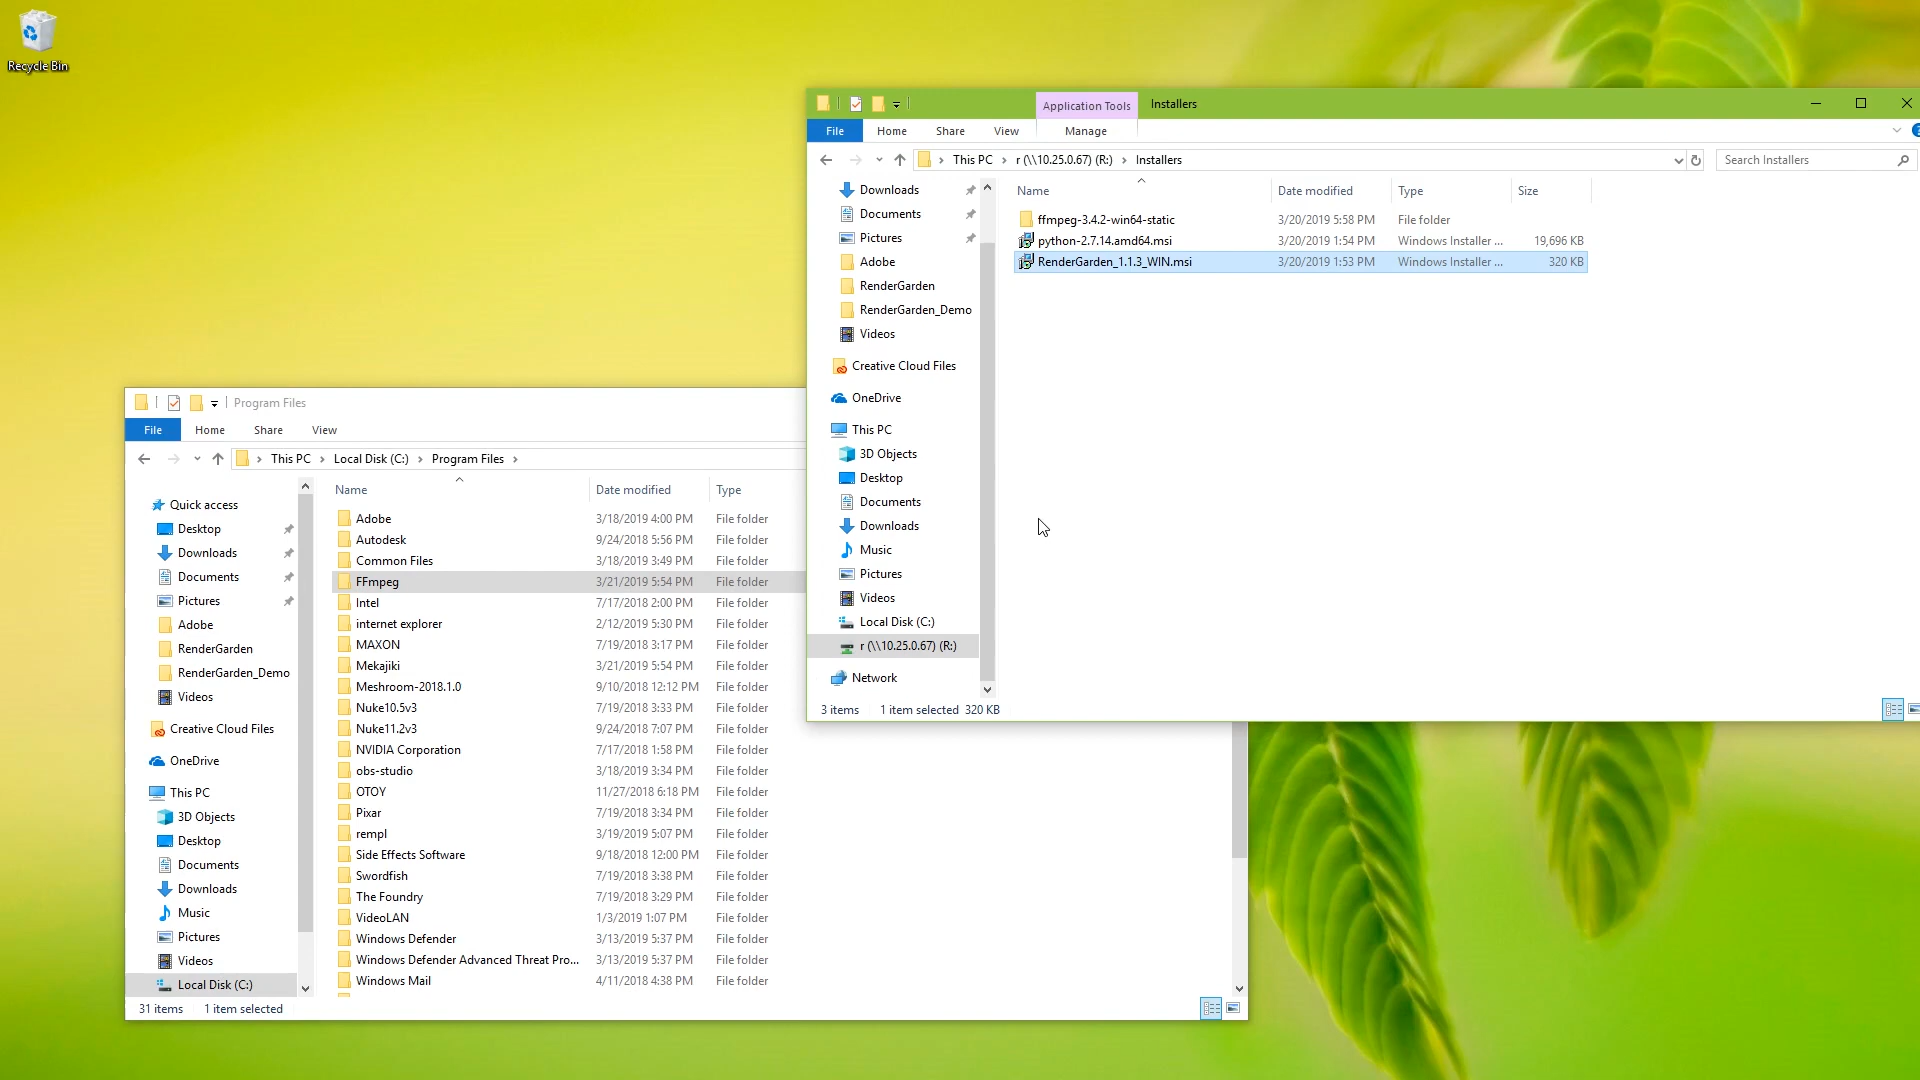 Recycle Bin
Application Tools
Installers
File
Home
Share
View
Manage
This PC
r (\\10.25.0.67) (R:)
Installers
Search Installers
Downloads
Documents
Pictures
Adobe
RenderGarden
RenderGarden_Demo
Videos
Creative Cloud Files
OneDrive
This PC
3D Objects
Desktop
Documents
Downloads
Music
Pictures
Videos
Local Disk (C:)
r (\\10.25.0.67) (R:)
Network
Name Date modified Type Size
ffmpeg-3.4.2-win64-static 3/20/2019 5:58 PM File folder
python-2.7.14.amd64.msi 3/20/2019 1:54 PM Windows Installer ... 19,696 KB
RenderGarden_1.1.3_WIN.msi 3/20/2019 1:53 PM Windows Installer ... 320 KB
3 items 1 item selected 320 KB
Program Files
File
Home
Share
View
This PC
Local Disk (C:)
Program Files
Quick access
Desktop
Downloads
Documents
Pictures
Adobe
RenderGarden
RenderGarden_Demo
Videos
Creative Cloud Files
OneDrive
This PC
3D Objects
Desktop
Documents
Downloads
Music
Pictures
Videos
Local Disk (C:)
Name Date modified Type
Adobe 3/18/2019 4:00 PM File folder
Autodesk 9/24/2018 5:56 PM File folder
Common Files 3/18/2019 3:49 PM File folder
FFmpeg 3/21/2019 5:54 PM File folder
Intel 7/17/2018 2:00 PM File folder
internet explorer 2/12/2019 5:30 PM File folder
MAXON 7/19/2018 3:17 PM File folder
Mekajiki 3/21/2019 5:54 PM File folder
Meshroom-2018.1.0 9/10/2018 12:12 PM File folder
Nuke10.5v3 7/19/2018 3:33 PM File folder
Nuke11.2v3 9/24/2018 7:07 PM File folder
NVIDIA Corporation 7/17/2018 1:58 PM File folder
obs-studio 3/18/2019 3:34 PM File folder
OTOY 11/27/2018 6:18 PM File folder
Pixar 7/19/2018 3:34 PM File folder
rempl 3/19/2019 5:07 PM File folder
Side Effects Software 9/18/2018 12:00 PM File folder
Swordfish 7/19/2018 3:38 PM File folder
The Foundry 7/19/2018 3:29 PM File folder
VideoLAN 1/3/2019 1:07 PM File folder
Windows Defender 3/13/2019 5:37 PM File folder
Windows Defender Advanced Threat Pro... 3/13/2019 5:37 PM File folder
Windows Mail 4/11/2018 4:38 PM File folder
31 items 1 item selected